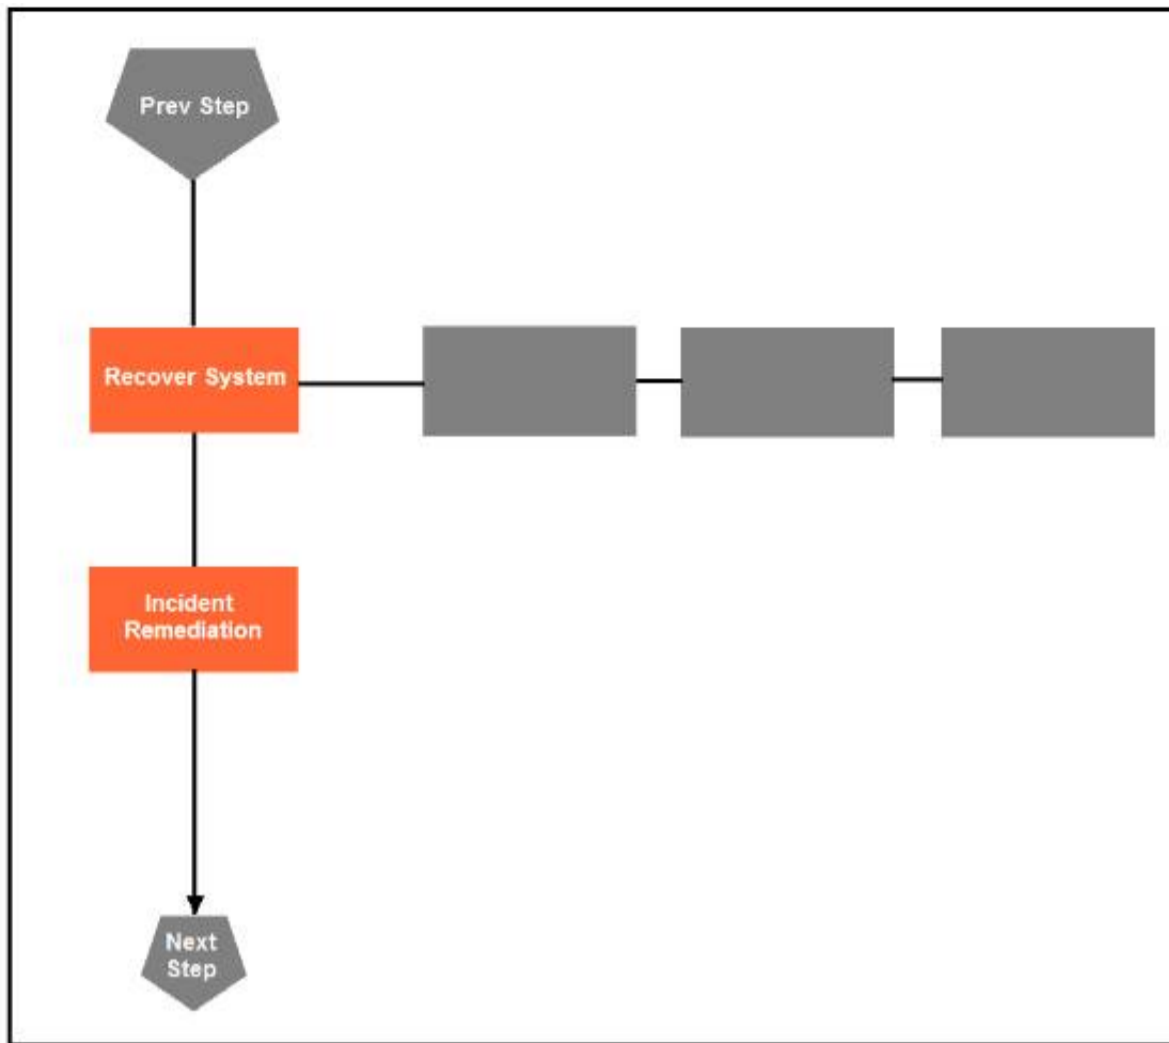 Prev Step
Recover System
Incident
Remediation
Next
Step